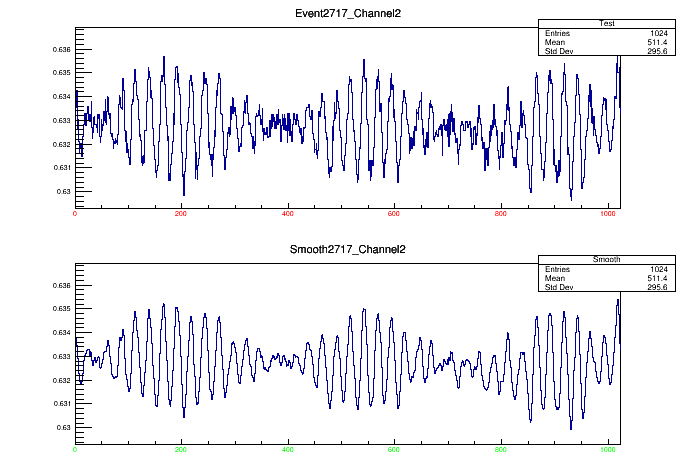 Event2717_Channel2
Test
Entries 1024
Mean 511.4
Std Dev 295.6
0.636
0.635
0.634
0.633
0.632
0.631
0.63
0 200 400 600 800 1000
Smooth2717_Channel2
Smooth
Entries 1024
Mean 511.4
Std Dev 295.6
0.636
0.635
0.634
0.633
0.632
0.631
0.63
0 200 400 600 800 1000